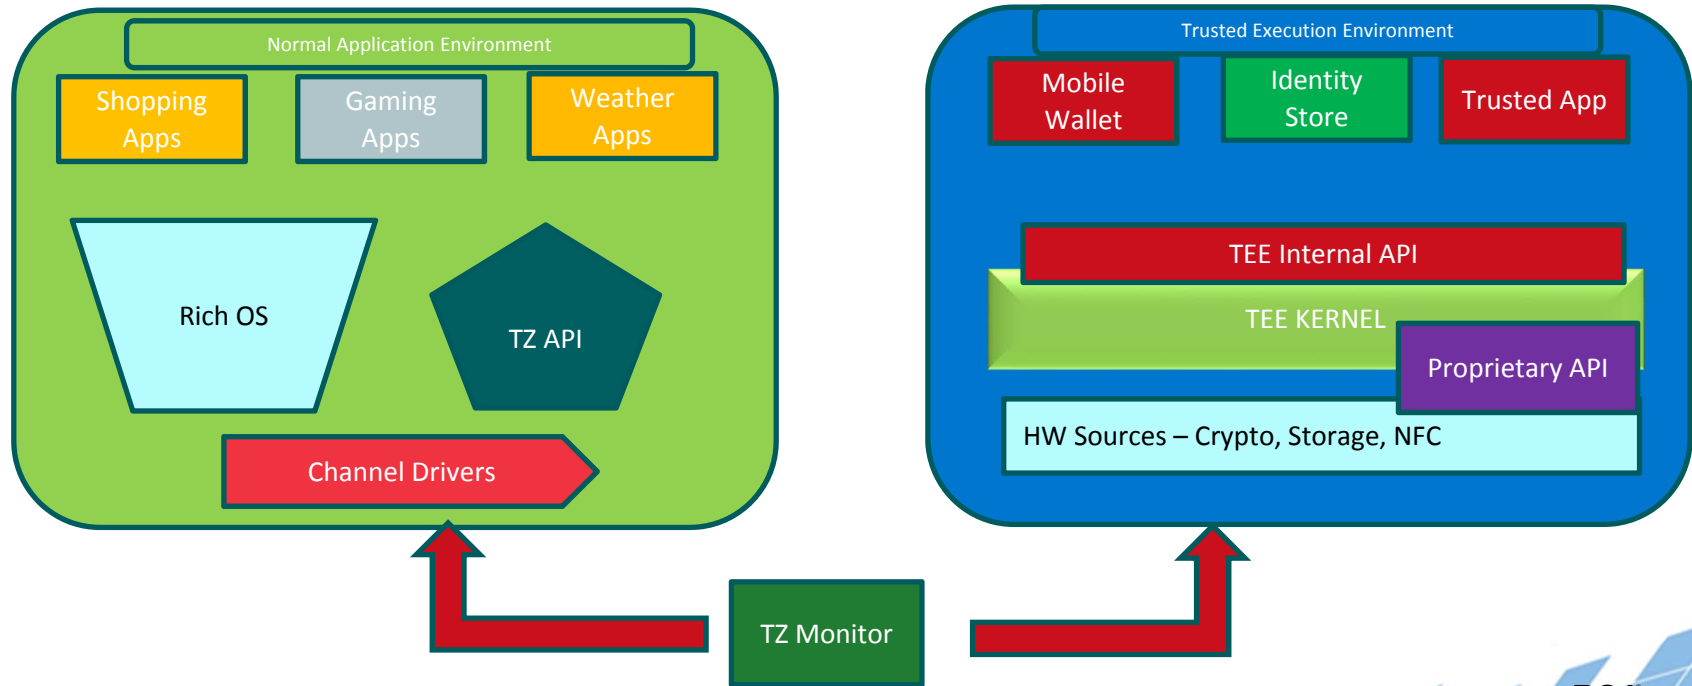 Normal Application Environment
Shopping
Apps
Gaming
Apps
Weather
Apps
Rich OS
TZ API
Channel Drivers
Trusted Execution Environment
Mobile
Wallet
Identity
Store
Trusted App
TEE Internal API
TEE KERNEL
Proprietary API
HW Sources – Crypto, Storage, NFC
TZ Monitor